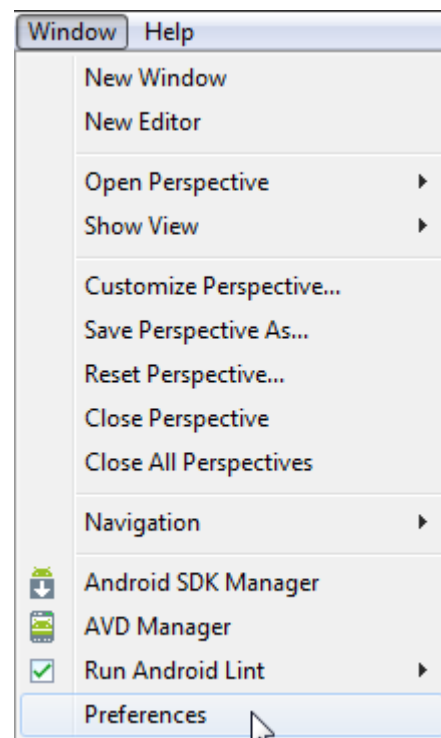 Window Help
New Window
New Editor
Open Perspective
Show View
Customize Perspective...
Save Perspective As...
Reset Perspective...
Close Perspective
Close All Perspectives
Navigation
Android SDK Manager
AVD Manager
Run Android Lint
Preferences